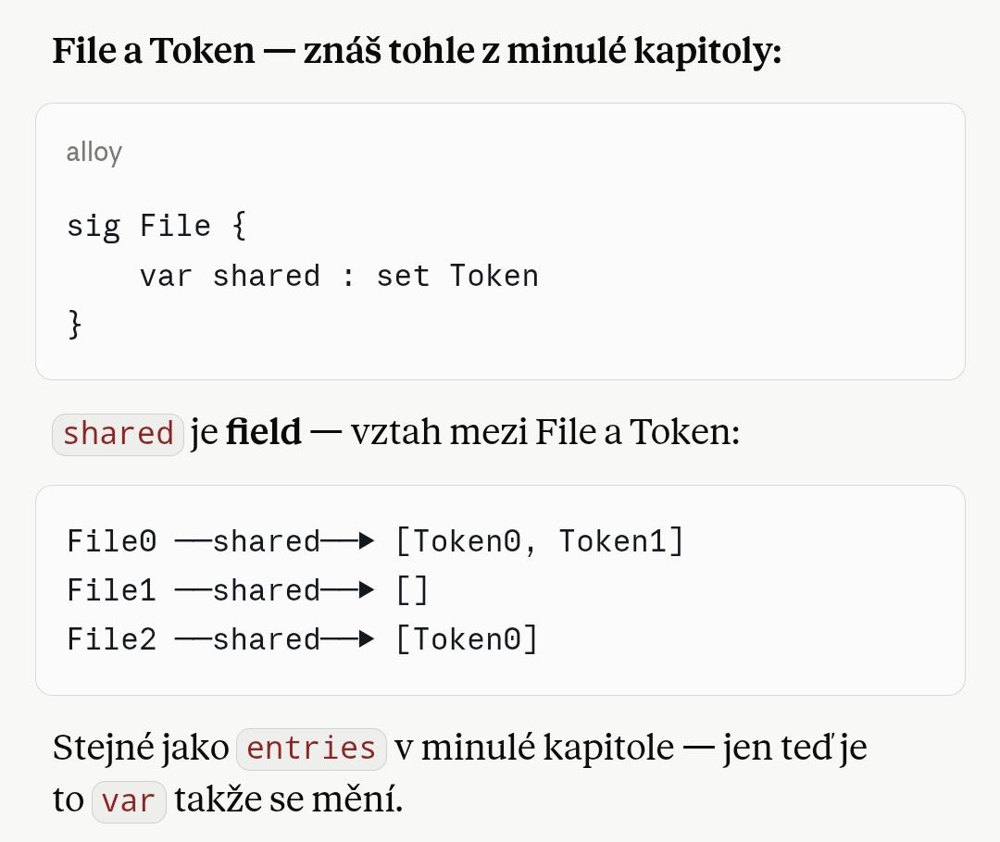 File a Token — znáš tohle z minulé kapitoly:
alloy
sig File {
    var shared : set Token
}
shared je field — vztah mezi File a Token:
File0 ──shared──▶ [Token0, Token1]
File1 ──shared──▶ []
File2 ──shared──▶ [Token0]
Stejné jako entries v minulé kapitole — jen teď je
to var takže se mění.